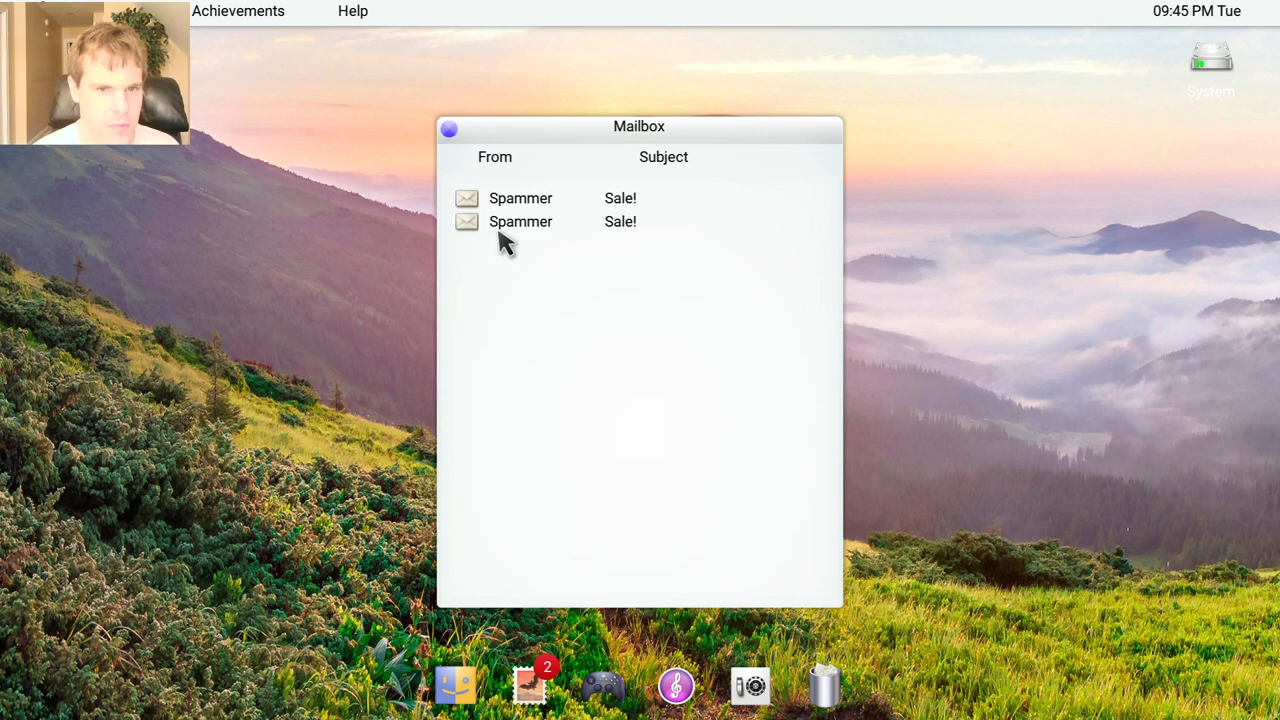 Achievements Help 09:45 PM Tue
System
Mailbox
From Subject
Spammer Sale!
Spammer Sale!
2